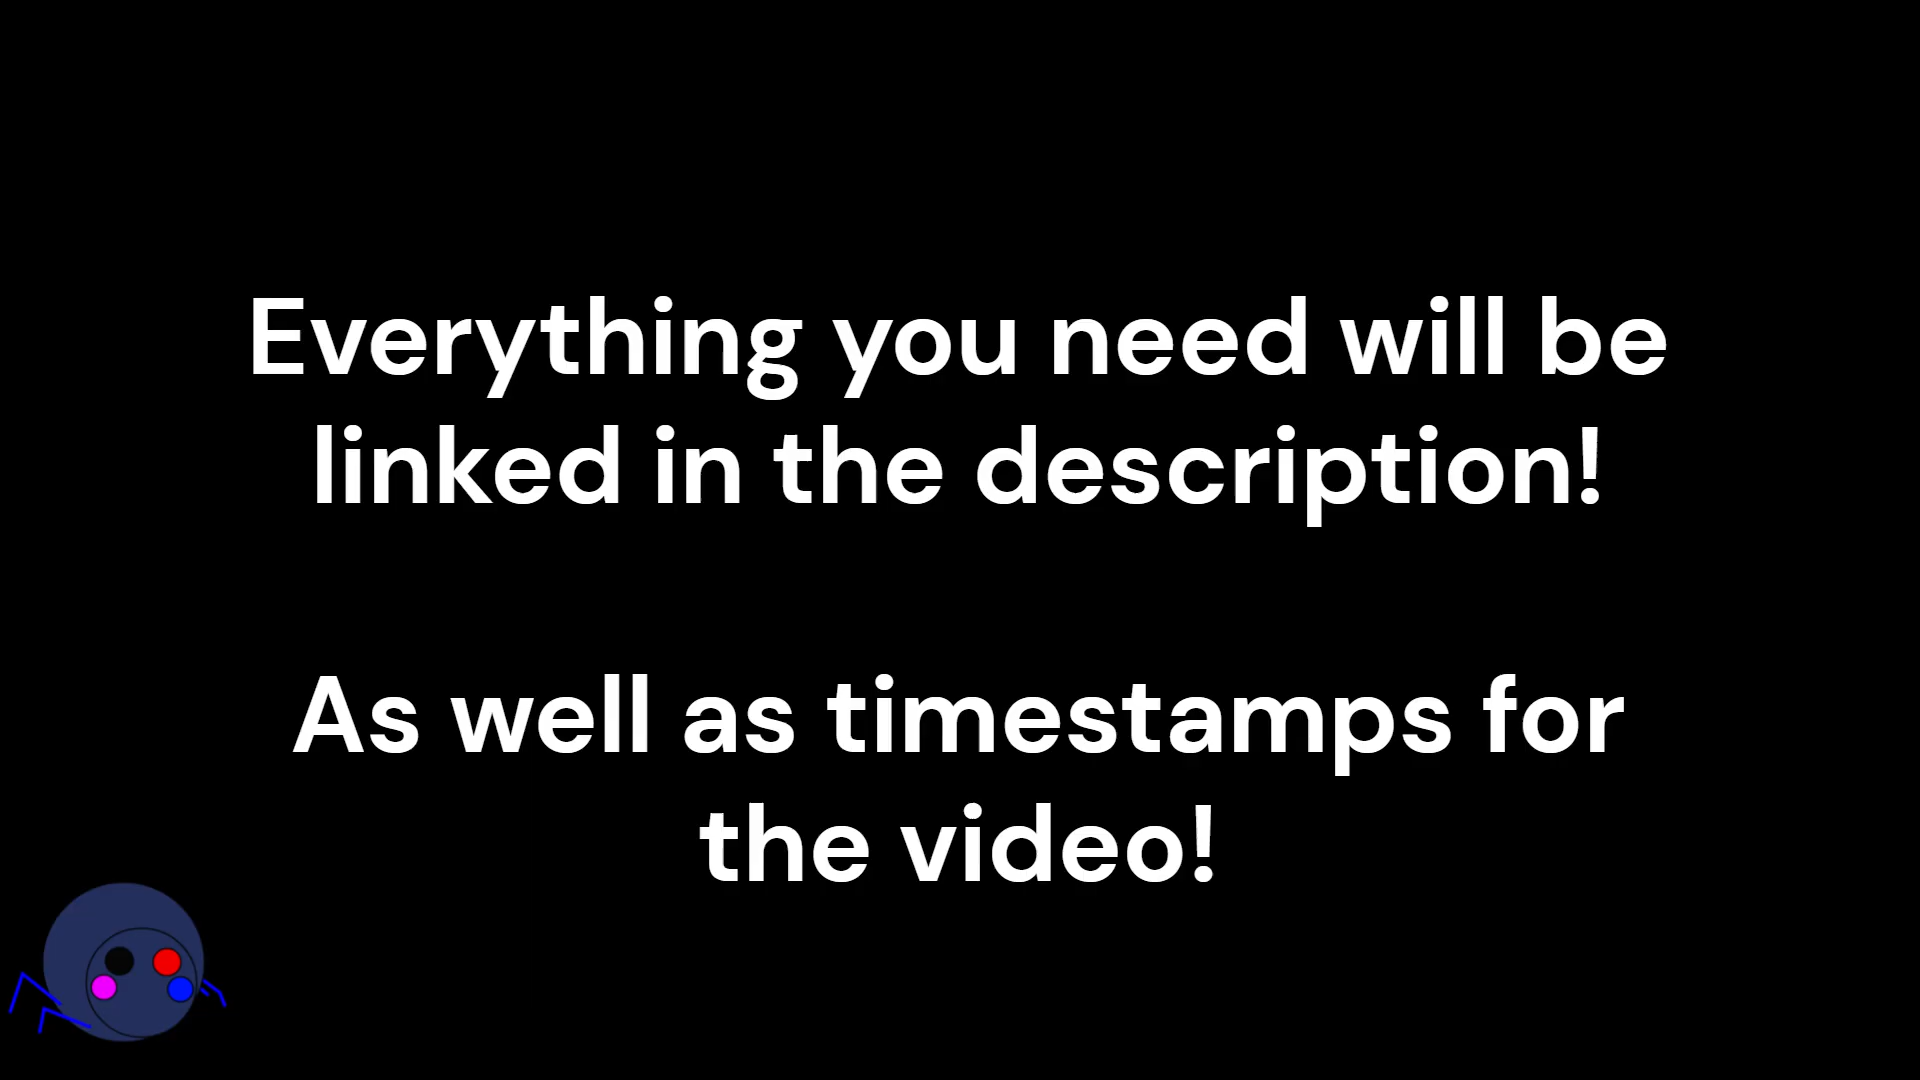 Everything you need will be
linked in the description!
As well as timestamps for
the video!